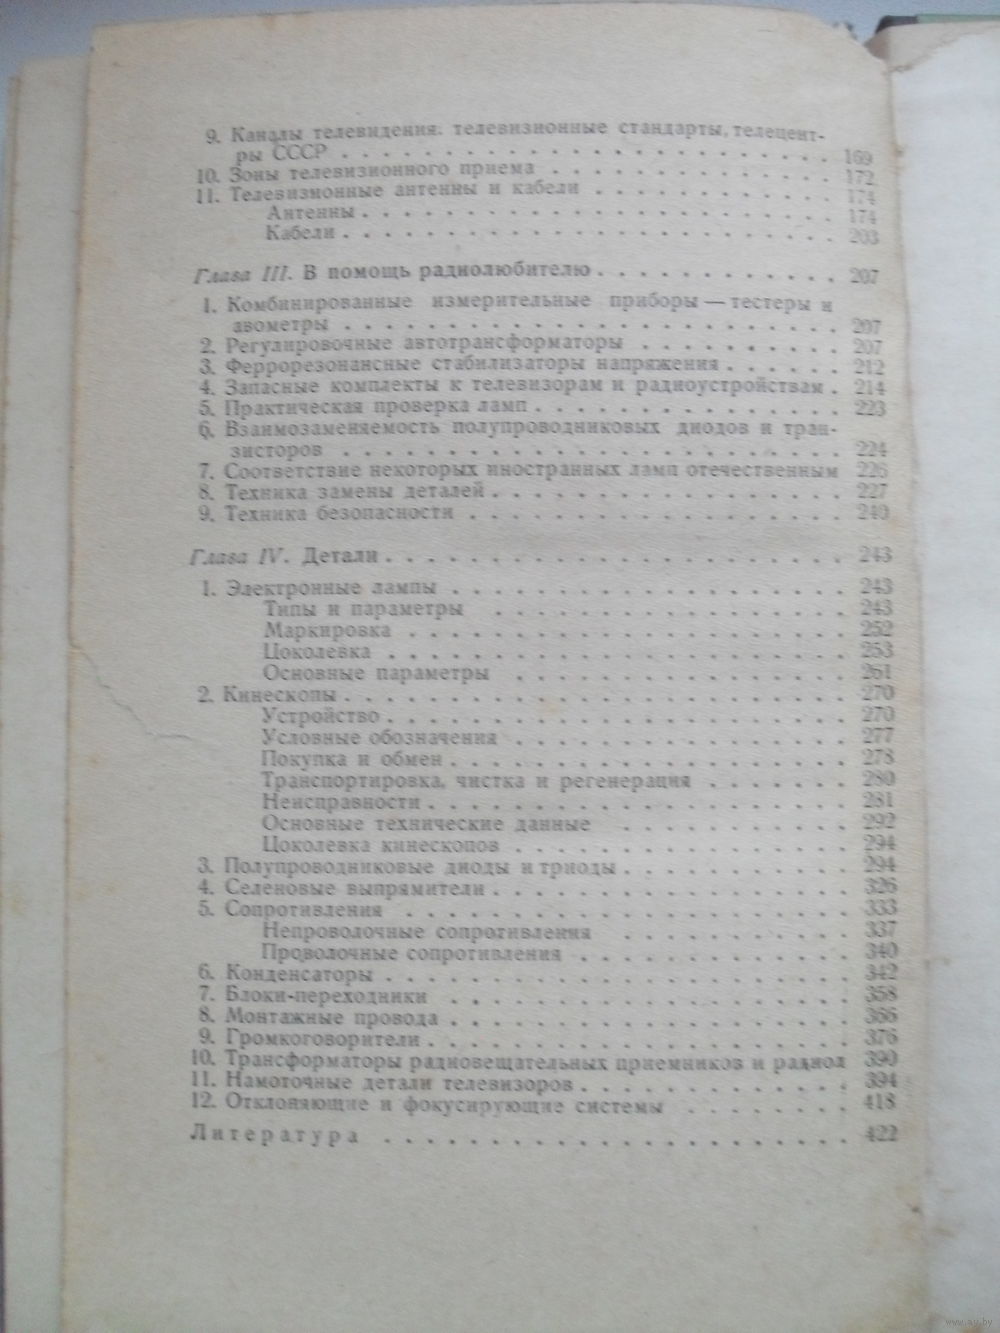 9. Каналы телевидения: телевизионные стандарты, телецент-
ры СССР . . . . . . . . . . . . . . . . . . . . . . 169
10. Зоны телевизионного приема . . . . . . . . . . . . . 172
11. Телевизионные антенны и кабели . . . . . . . . . . . 174
Антенны . . . . . . . . . . . . . . . . . . . . . . 174
Кабели . . . . . . . . . . . . . . . . . . . . . . . 203
Глава III. В помощь радиолюбителю . . . . . . . . . . . . 207
1. Комбинированные измерительные приборы — тестеры и
авометры . . . . . . . . . . . . . . . . . . . . . . 207
2. Регулировочные автотрансформаторы . . . . . . . . . . 207
3. Феррорезонансные стабилизаторы напряжения . . . . . . 212
4. Запасные комплекты к телевизорам и радиоустройствам . 214
5. Практическая проверка ламп . . . . . . . . . . . . . . 223
6. Взаимозаменяемость полупроводниковых диодов и тран-
зисторов . . . . . . . . . . . . . . . . . . . . . . 224
7. Соответствие некоторых иностранных ламп отечественным 226
8. Техника замены деталей . . . . . . . . . . . . . . . . 227
9. Техника безопасности . . . . . . . . . . . . . . . . . 240
Глава IV. Детали . . . . . . . . . . . . . . . . . . . . . 243
1. Электронные лампы . . . . . . . . . . . . . . . . . . 243
Типы и параметры . . . . . . . . . . . . . . . . . 243
Маркировка . . . . . . . . . . . . . . . . . . . . . 252
Цоколевка . . . . . . . . . . . . . . . . . . . . . . 253
Основные параметры . . . . . . . . . . . . . . . . 261
2. Кинескопы . . . . . . . . . . . . . . . . . . . . . . . 270
Устройство . . . . . . . . . . . . . . . . . . . . . 270
Условные обозначения . . . . . . . . . . . . . . . . 277
Покупка и обмен . . . . . . . . . . . . . . . . . . . 278
Транспортировка, чистка и регенерация . . . . . . . 280
Неисправности . . . . . . . . . . . . . . . . . . . . 281
Основные технические данные . . . . . . . . . . . 292
Цоколевка кинескопов . . . . . . . . . . . . . . . . 294
3. Полупроводниковые диоды и триоды . . . . . . . . . . . 294
4. Селеновые выпрямители . . . . . . . . . . . . . . . . . 326
5. Сопротивления . . . . . . . . . . . . . . . . . . . . . 333
Непроволочные сопротивления . . . . . . . . . . . 337
Проволочные сопротивления . . . . . . . . . . . . . 340
6. Конденсаторы . . . . . . . . . . . . . . . . . . . . . . 342
7. Блоки-переходники . . . . . . . . . . . . . . . . . . . 358
8. Монтажные провода . . . . . . . . . . . . . . . . . . . 366
9. Громкоговорители . . . . . . . . . . . . . . . . . . . . 376
10. Трансформаторы радиовещательных приемников и радиол 390
11. Намоточные детали телевизоров . . . . . . . . . . . . . 394
12. Отклоняющие и фокусирующие системы . . . . . . . . 418
Литература . . . . . . . . . . . . . . . . . . . . . . 422
www.ay.by